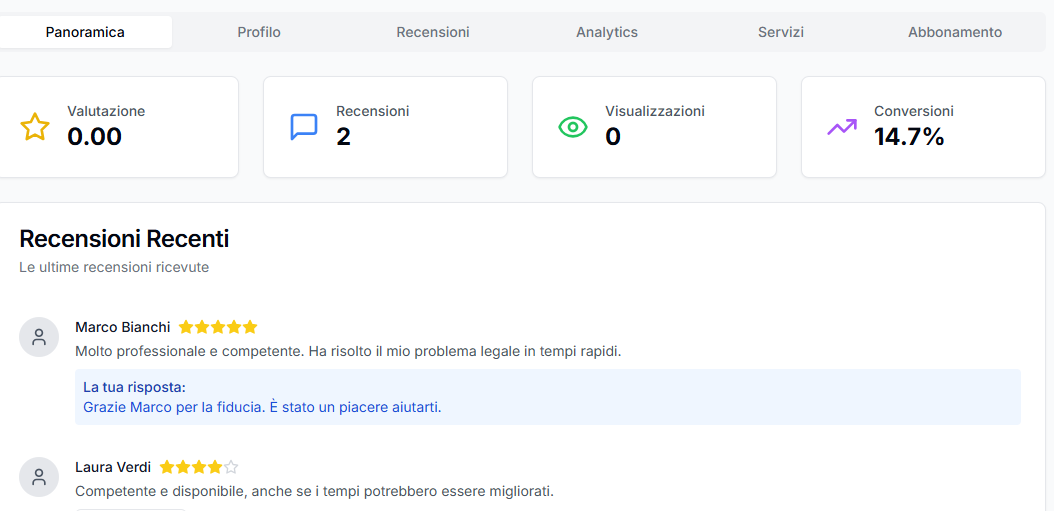 Panoramica Profilo Recensioni Analytics Servizi Abbonamento
Valutazione Recensioni Visualizzazioni Conversioni
0.00 2 0 14.7%
Recensioni Recenti
Le ultime recensioni ricevute
Marco Bianchi
Molto professionale e competente. Ha risolto il mio problema legale in tempi rapidi.
La tua risposta:
Grazie Marco per la fiducia. È stato un piacere aiutarti.
Laura Verdi
Competente e disponibile, anche se i tempi potrebbero essere migliorati.